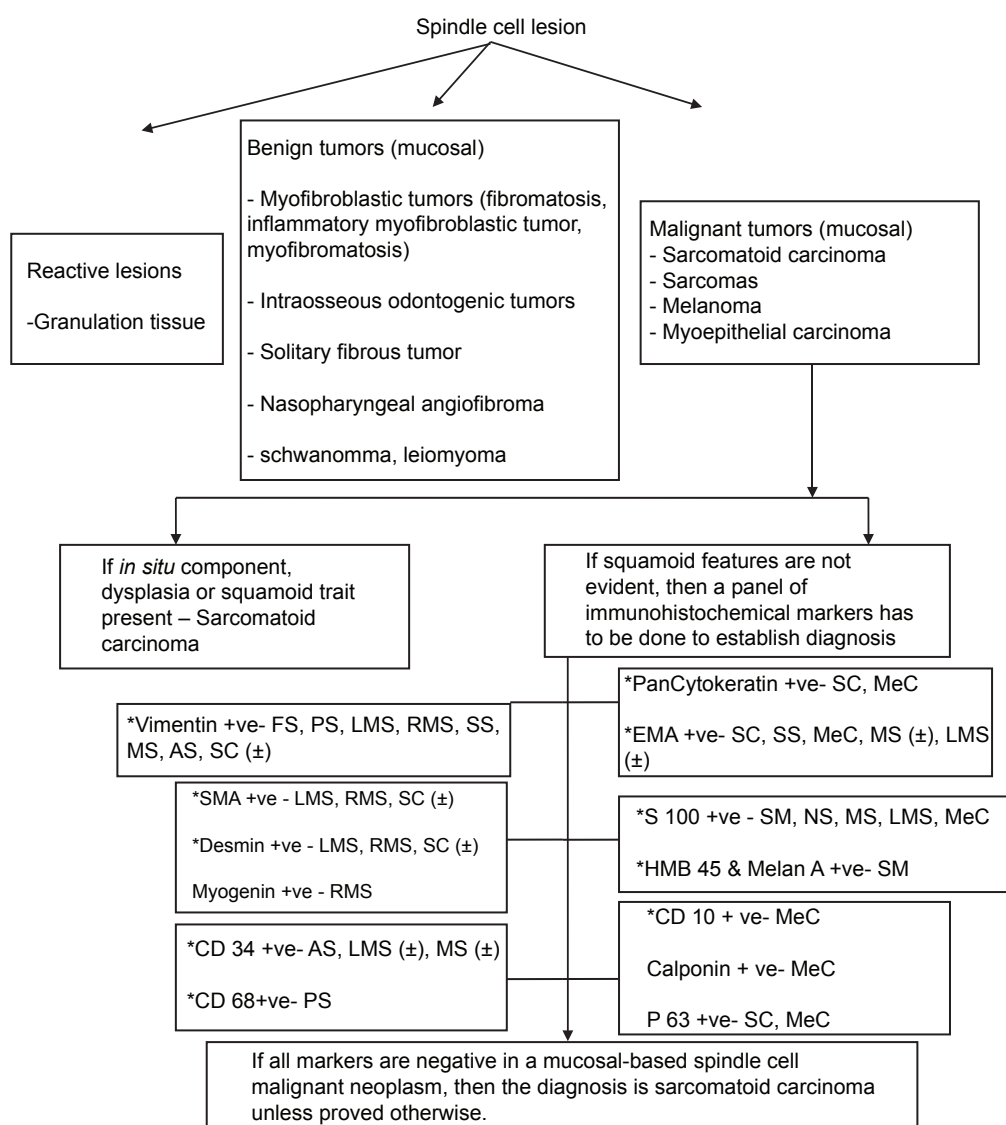 Spindle cell lesion
Reactive lesions
-Granulation tissue
Benign tumors (mucosal)
- Myofibroblastic tumors (fibromatosis,
inflammatory myofibroblastic tumor,
myofibromatosis)
- Intraosseous odontogenic tumors
- Solitary fibrous tumor
- Nasopharyngeal angiofibroma
- schwanomma, leiomyoma
Malignant tumors (mucosal)
- Sarcomatoid carcinoma
- Sarcomas
- Melanoma
- Myoepithelial carcinoma
If in situ component,
dysplasia or squamoid trait
present – Sarcomatoid
carcinoma
If squamoid features are not
evident, then a panel of
immunohistochemical markers has
to be done to establish diagnosis
*Vimentin +ve- FS, PS, LMS, RMS, SS,
MS, AS, SC (±)
*PanCytokeratin +ve- SC, MeC
*EMA +ve- SC, SS, MeC, MS (±), LMS
(±)
*SMA +ve - LMS, RMS, SC (±)
*Desmin +ve - LMS, RMS, SC (±)
Myogenin +ve - RMS
*S 100 +ve - SM, NS, MS, LMS, MeC
*HMB 45 & Melan A +ve- SM
*CD 34 +ve- AS, LMS (±), MS (±)
*CD 68+ve- PS
*CD 10 + ve- MeC
Calponin + ve- MeC
P 63 +ve- SC, MeC
If all markers are negative in a mucosal-based spindle cell
malignant neoplasm, then the diagnosis is sarcomatoid carcinoma
unless proved otherwise.